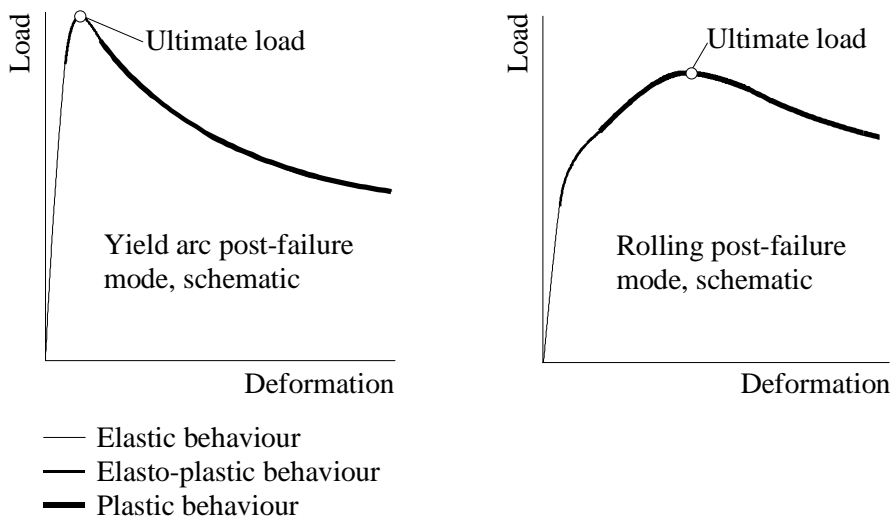 Load
Ultimate load
Yield arc post-failure
mode, schematic
Deformation
Load
Ultimate load
Rolling post-failure
mode, schematic
Deformation
Elastic behaviour
Elasto-plastic behaviour
Plastic behaviour